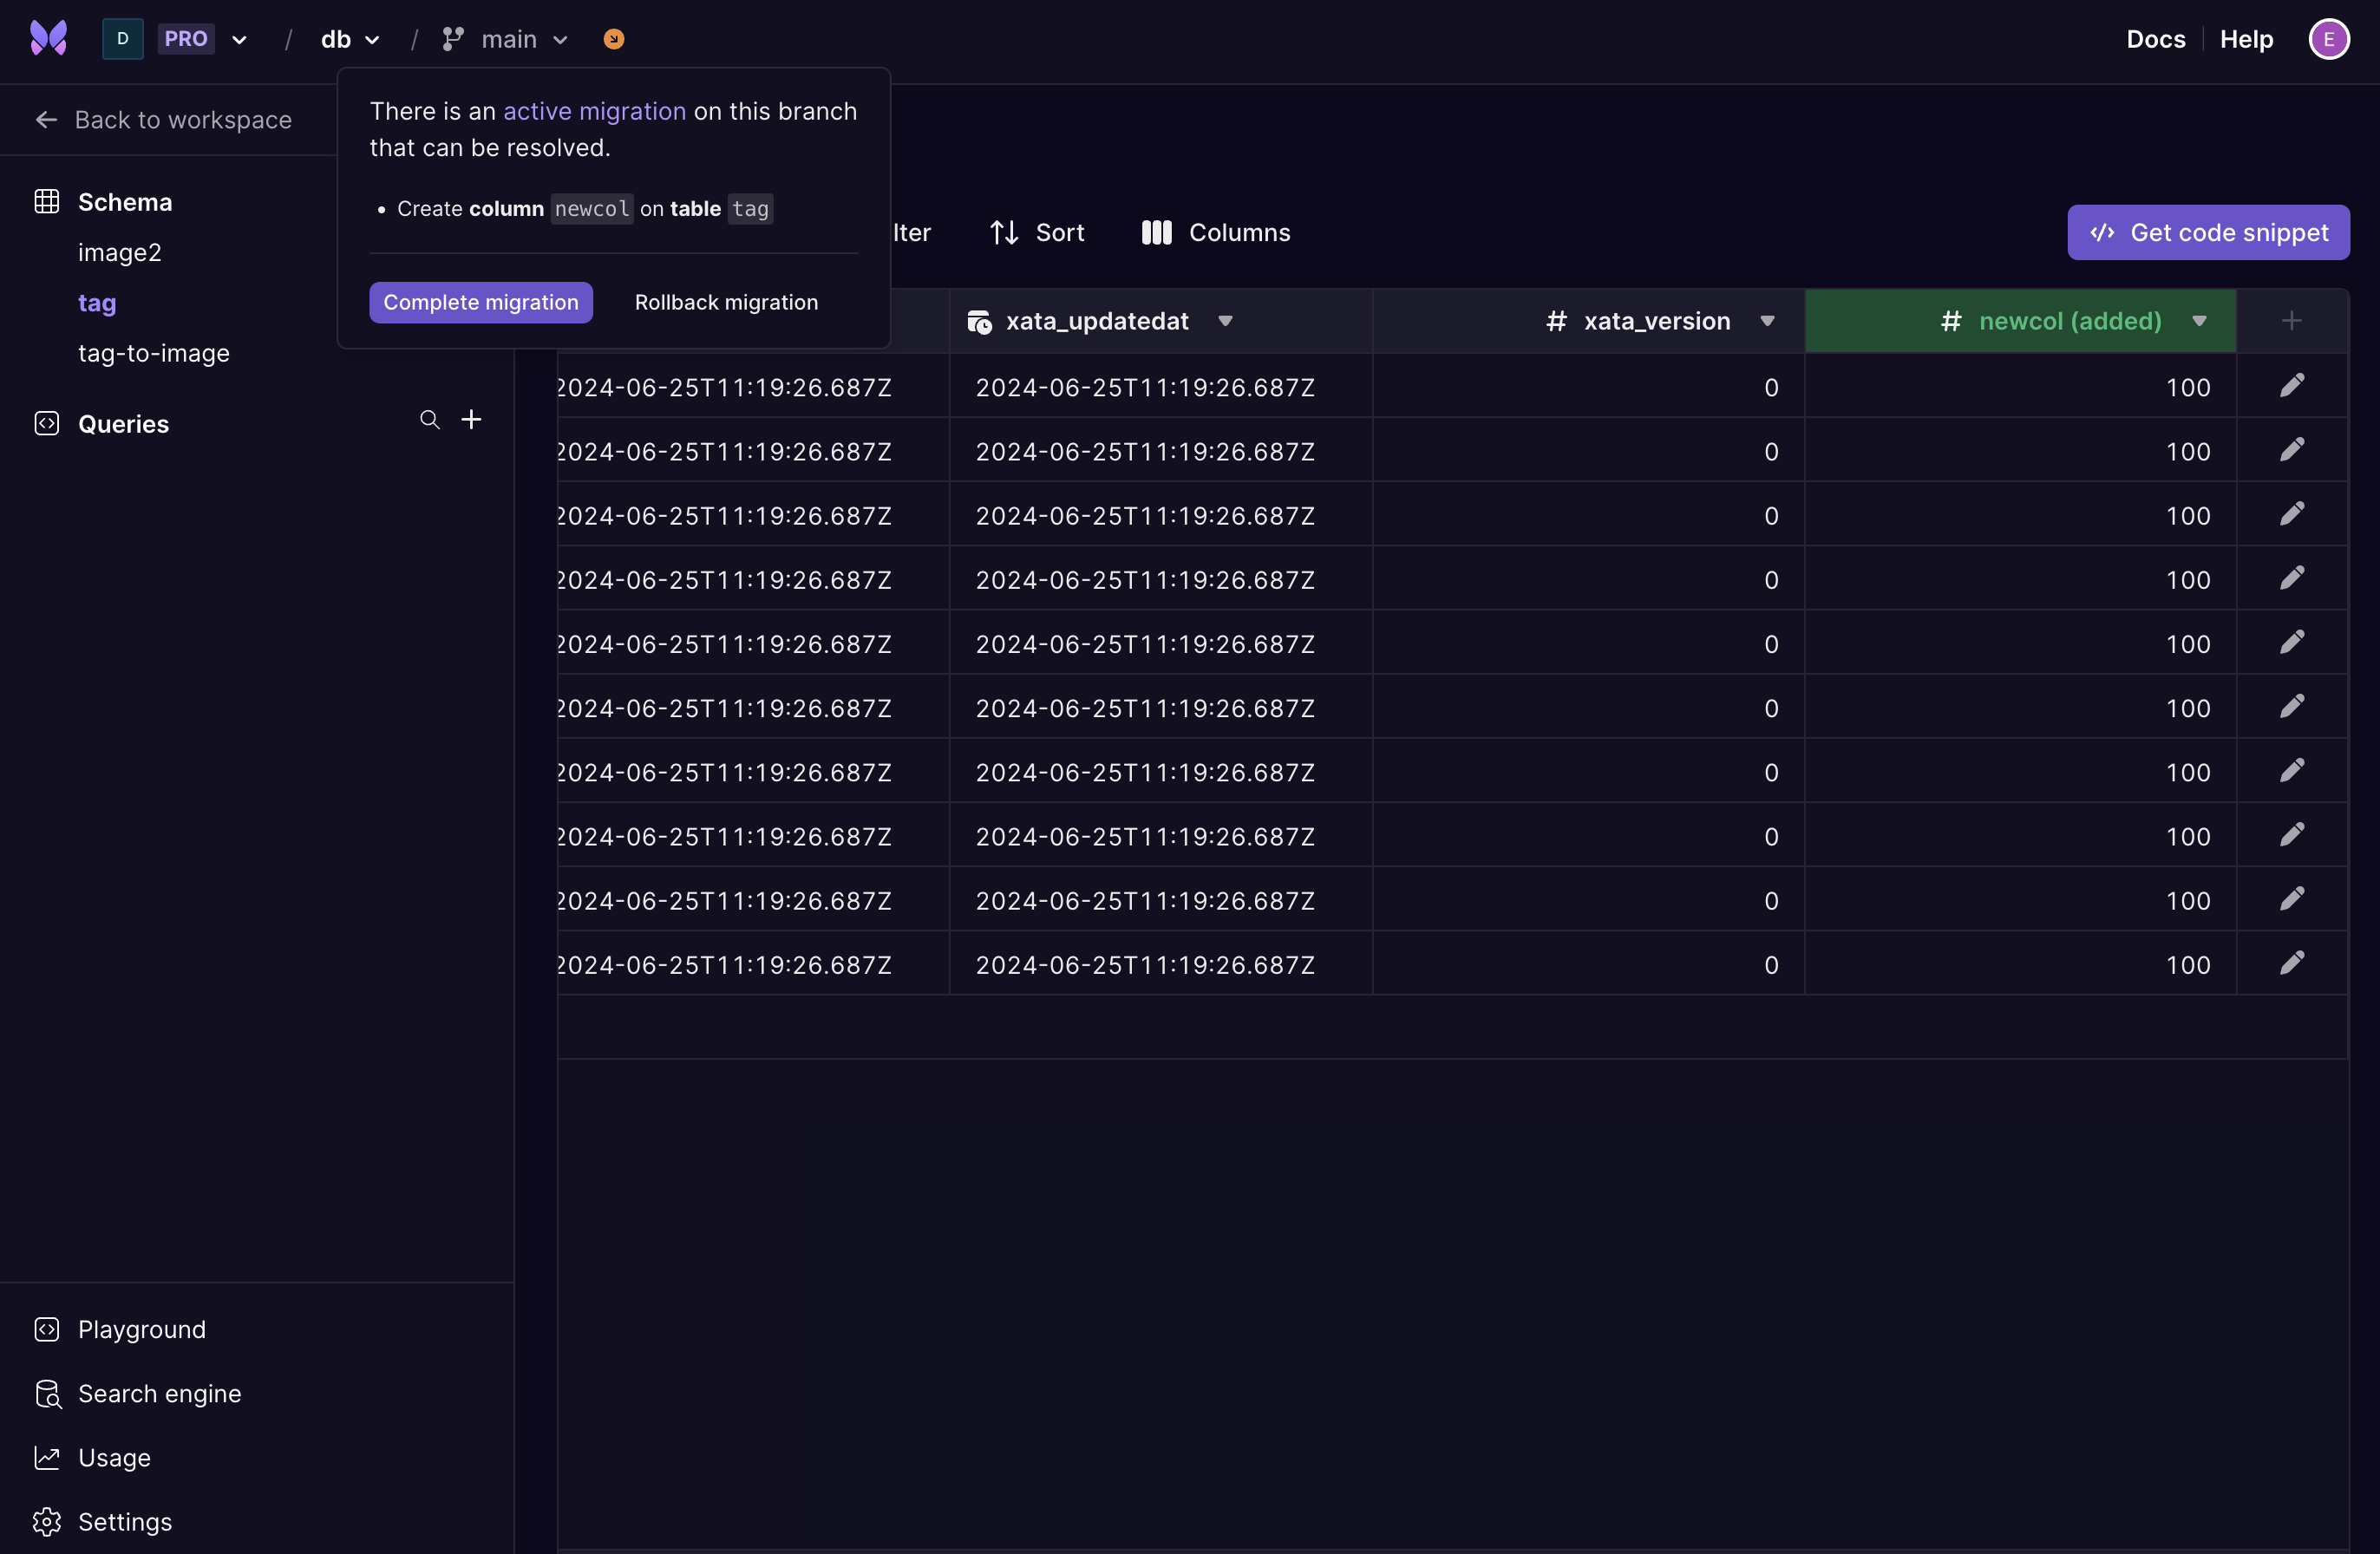 D PRO / db / main Docs Help E
Back to workspace
There is an active migration on this branch
that can be resolved.
Create column newcol on table tag
Complete migration Rollback migration
Schema
image2
tag
tag-to-image
Queries
Sort Columns Get code snippet
xata_updatedat # xata_version # newcol (added) +
2024-06-25T11:19:26.687Z 2024-06-25T11:19:26.687Z 0 100
2024-06-25T11:19:26.687Z 2024-06-25T11:19:26.687Z 0 100
2024-06-25T11:19:26.687Z 2024-06-25T11:19:26.687Z 0 100
2024-06-25T11:19:26.687Z 2024-06-25T11:19:26.687Z 0 100
2024-06-25T11:19:26.687Z 2024-06-25T11:19:26.687Z 0 100
2024-06-25T11:19:26.687Z 2024-06-25T11:19:26.687Z 0 100
2024-06-25T11:19:26.687Z 2024-06-25T11:19:26.687Z 0 100
2024-06-25T11:19:26.687Z 2024-06-25T11:19:26.687Z 0 100
2024-06-25T11:19:26.687Z 2024-06-25T11:19:26.687Z 0 100
2024-06-25T11:19:26.687Z 2024-06-25T11:19:26.687Z 0 100
Playground
Search engine
Usage
Settings